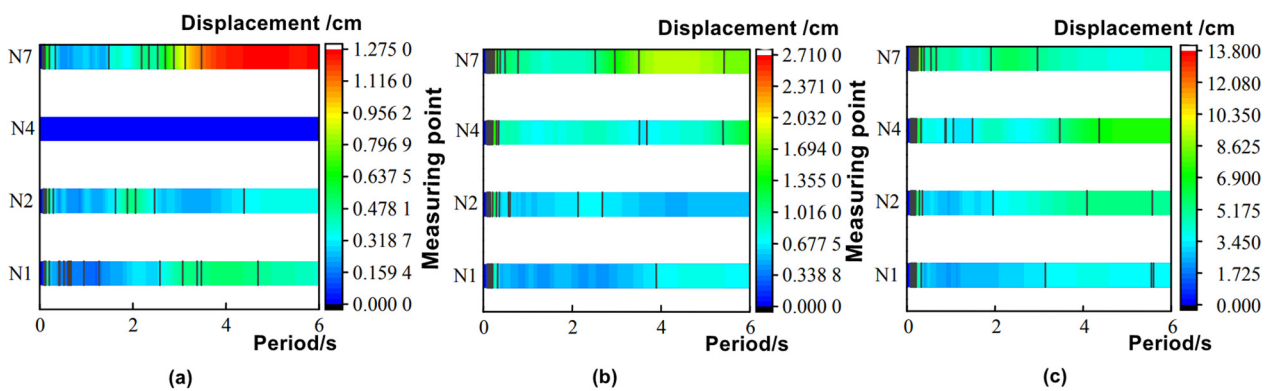 Displacement /cm
N7
N4
N2
N1
0
2
4
6
Period/s
1.275 0
1.116 0
0.956 2
0.796 9
0.637 5
0.478 1
0.318 7
0.159 4
0.000 0
(a)
Displacement /cm
Measuring point
N7
N4
N2
N1
0
2
4
6
Period/s
2.710 0
2.371 0
2.032 0
1.694 0
1.355 0
1.016 0
0.677 5
0.338 8
0.000 0
(b)
Displacement /cm
Measuring point
N7
N4
N2
N1
0
2
4
6
Period/s
13.800
12.080
10.350
8.625
6.900
5.175
3.450
1.725
0.000
(c)